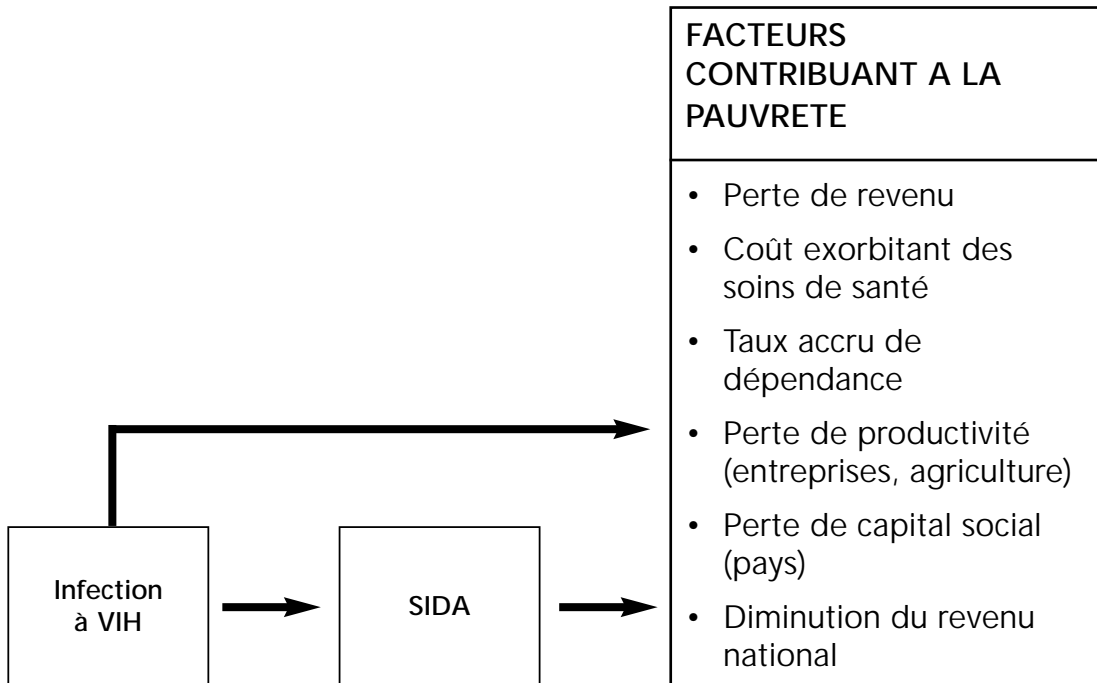 FACTEURS
CONTRIBUANT A LA
PAUVRETE
• Perte de revenu
• Coût exorbitant des
soins de santé
• Taux accru de
dépendance
• Perte de productivité
(entreprises, agriculture)
• Perte de capital social
(pays)
• Diminution du revenu
national
Infection
à VIH
SIDA